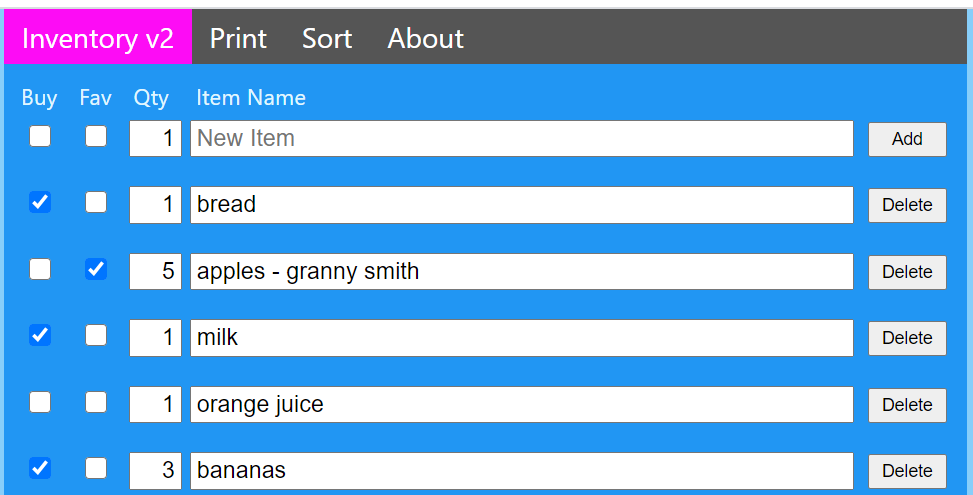 Inventory v2 Print Sort About
Buy Fav Qty Item Name
1 New Item Add
1 bread Delete
5 apples - granny smith Delete
1 milk Delete
1 orange juice Delete
3 bananas Delete